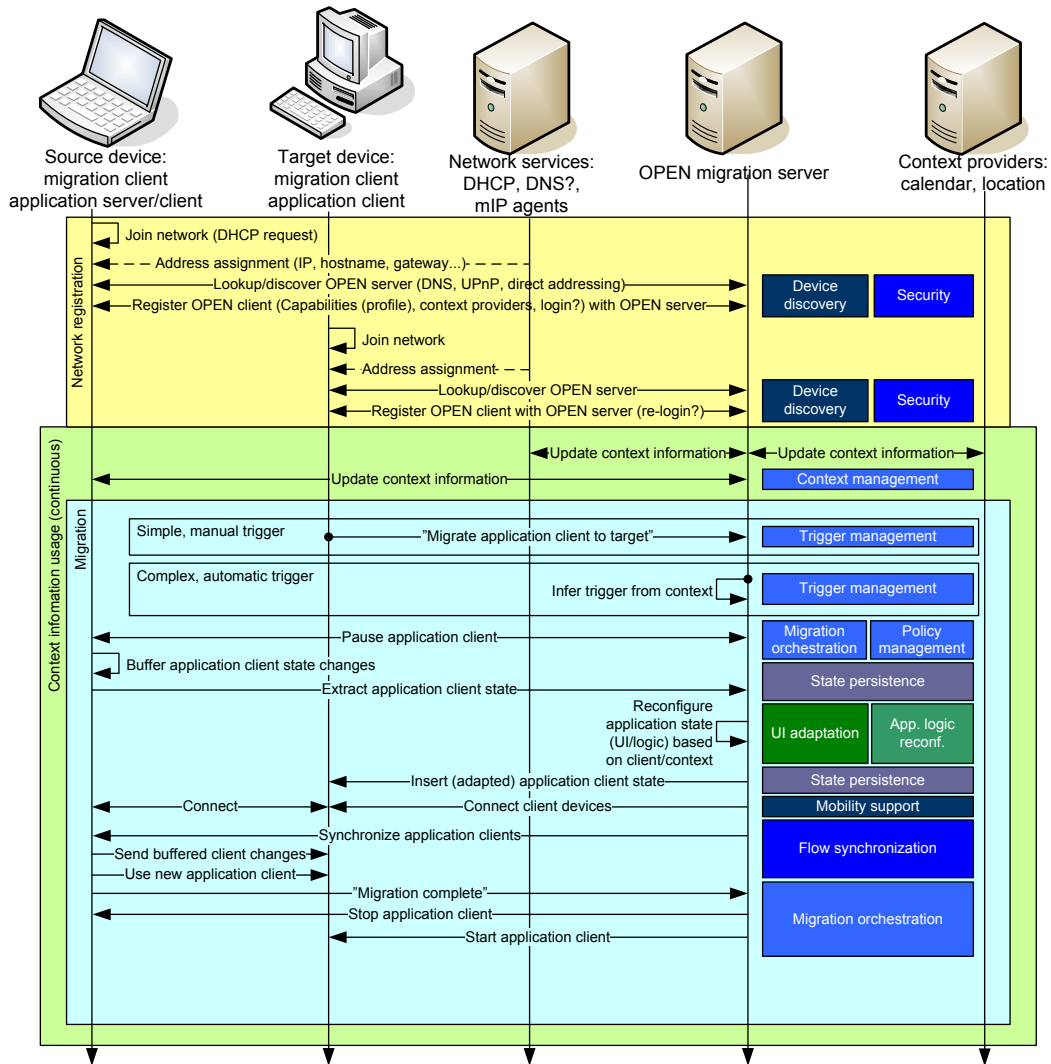 Source device:
migration client
application server/client
Target device:
migration client
application client
Network services:
DHCP, DNS?,
mIP agents
OPEN migration server
Context providers:
calendar, location
Network registration
Join network (DHCP request)
Address assignment (IP, hostname, gateway...)
Lookup/discover OPEN server (DNS, UPnP, direct addressing)
Register OPEN client (Capabilities (profile), context providers, login?) with OPEN server
Device
discovery
Security
Join network
Address assignment
Lookup/discover OPEN server
Register OPEN client with OPEN server (re-login?)
Device
discovery
Security
Context information usage (continuous)
Update context information
Update context information
Update context information
Context management
Migration
Simple, manual trigger
"Migrate application client to target"
Trigger management
Complex, automatic trigger
Infer trigger from context
Trigger management
Pause application client
Migration
orchestration
Policy
management
Buffer application client state changes
Extract application client state
State persistence
Reconfigure
application state
(UI/logic) based
on client/context
UI adaptation
App. logic
reconf.
Insert (adapted) application client state
State persistence
Connect
Connect client devices
Mobility support
Synchronize application clients
Send buffered client changes
Flow synchronization
Use new application client
"Migration complete"
Stop application client
Migration orchestration
Start application client